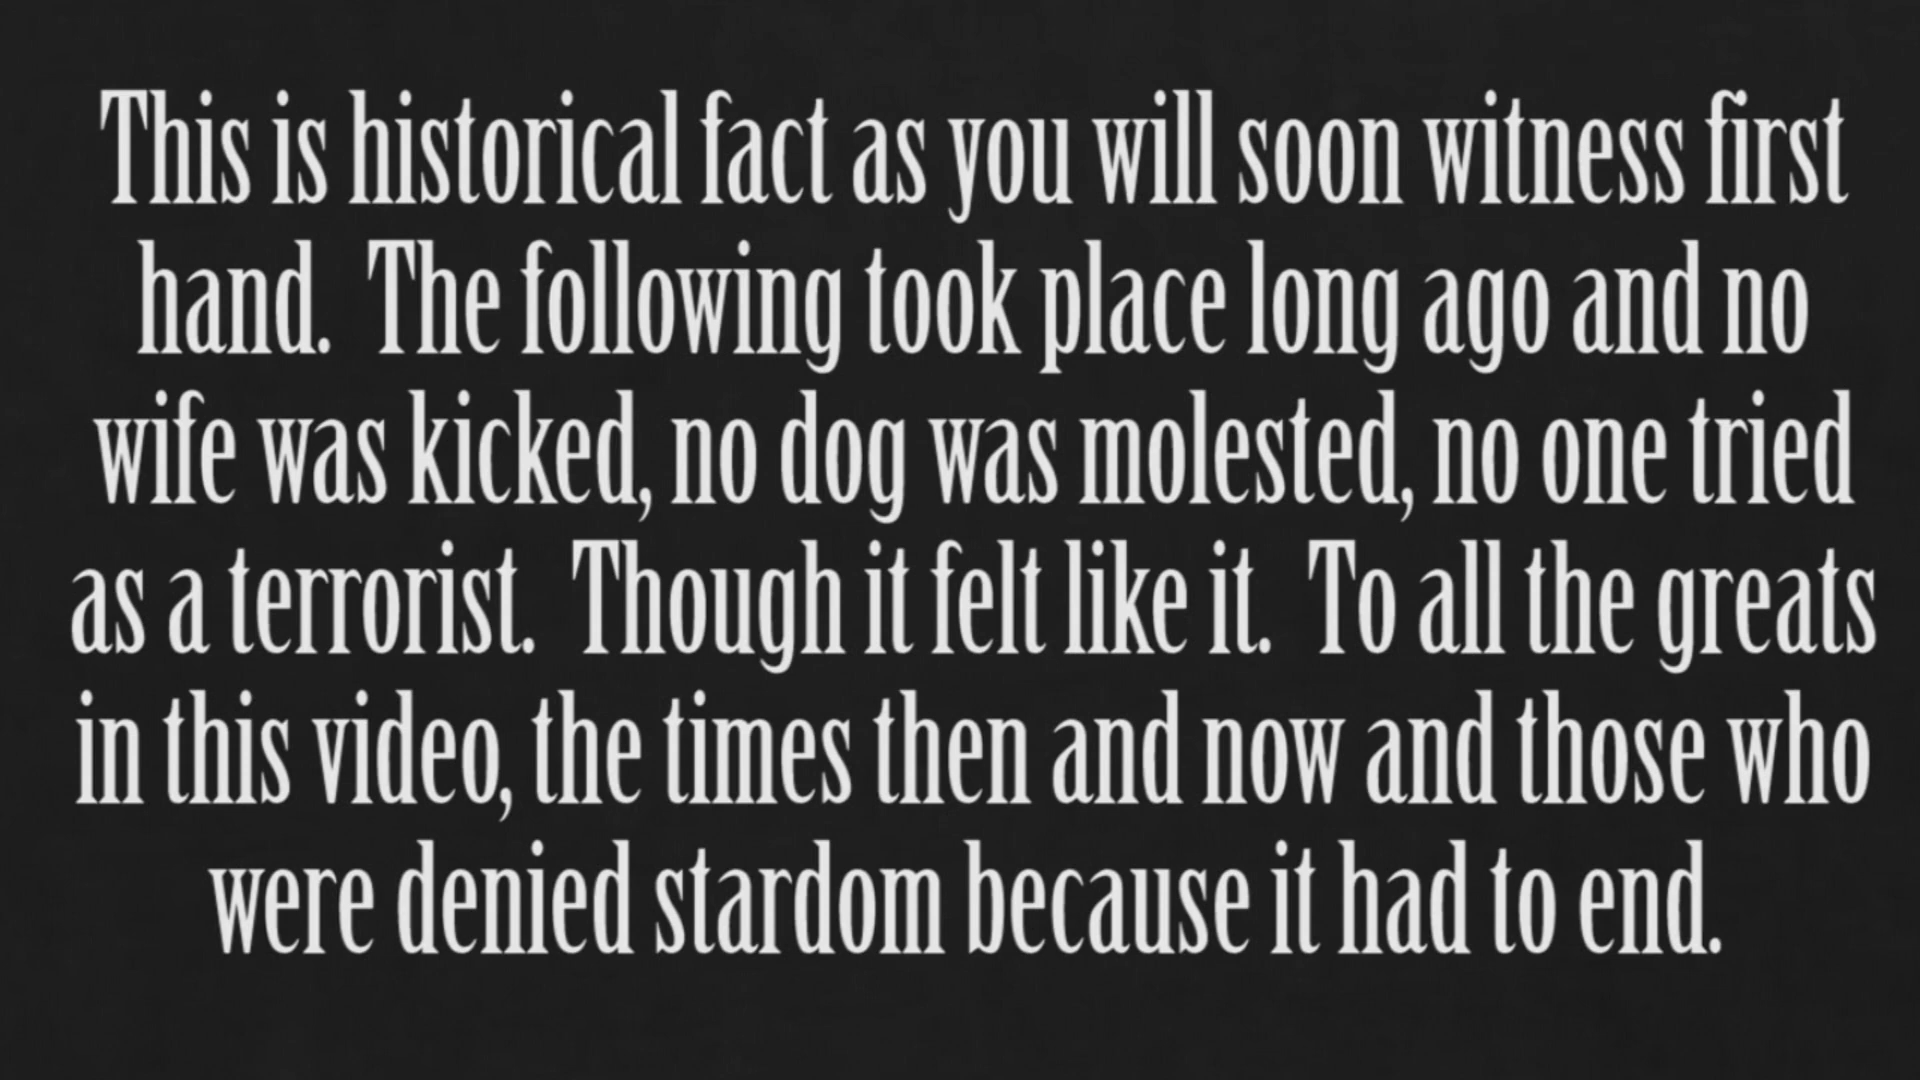 This is historical fact as you will soon witness first
hand.  The following took place long ago and no
wife was kicked, no dog was molested, no one tried
as a terrorist.  Though it felt like it.  To all the greats
in this video, the times then and now and those who
were denied stardom because it had to end.